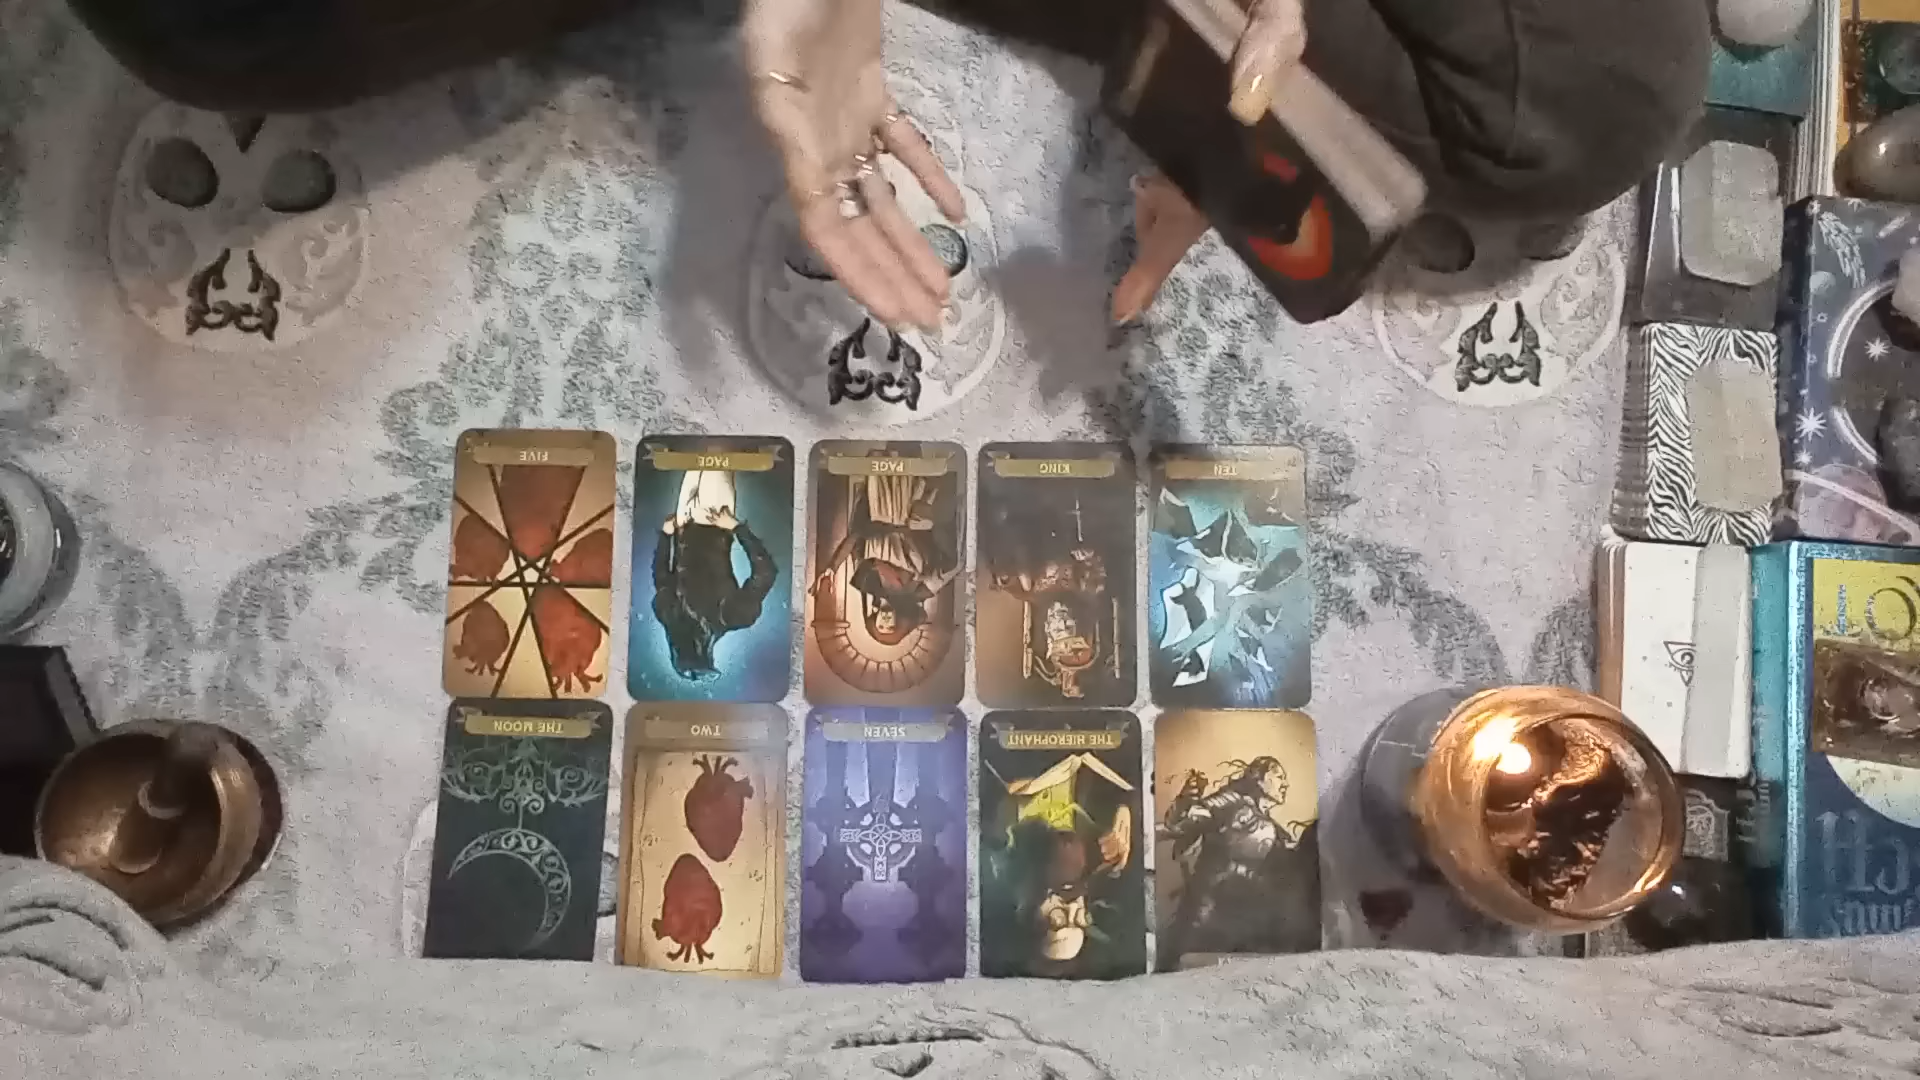 FIVE
PAGE
PAGE
KING
TEN
THE MOON
TWO
SEVEN
THE HIEROPHANT